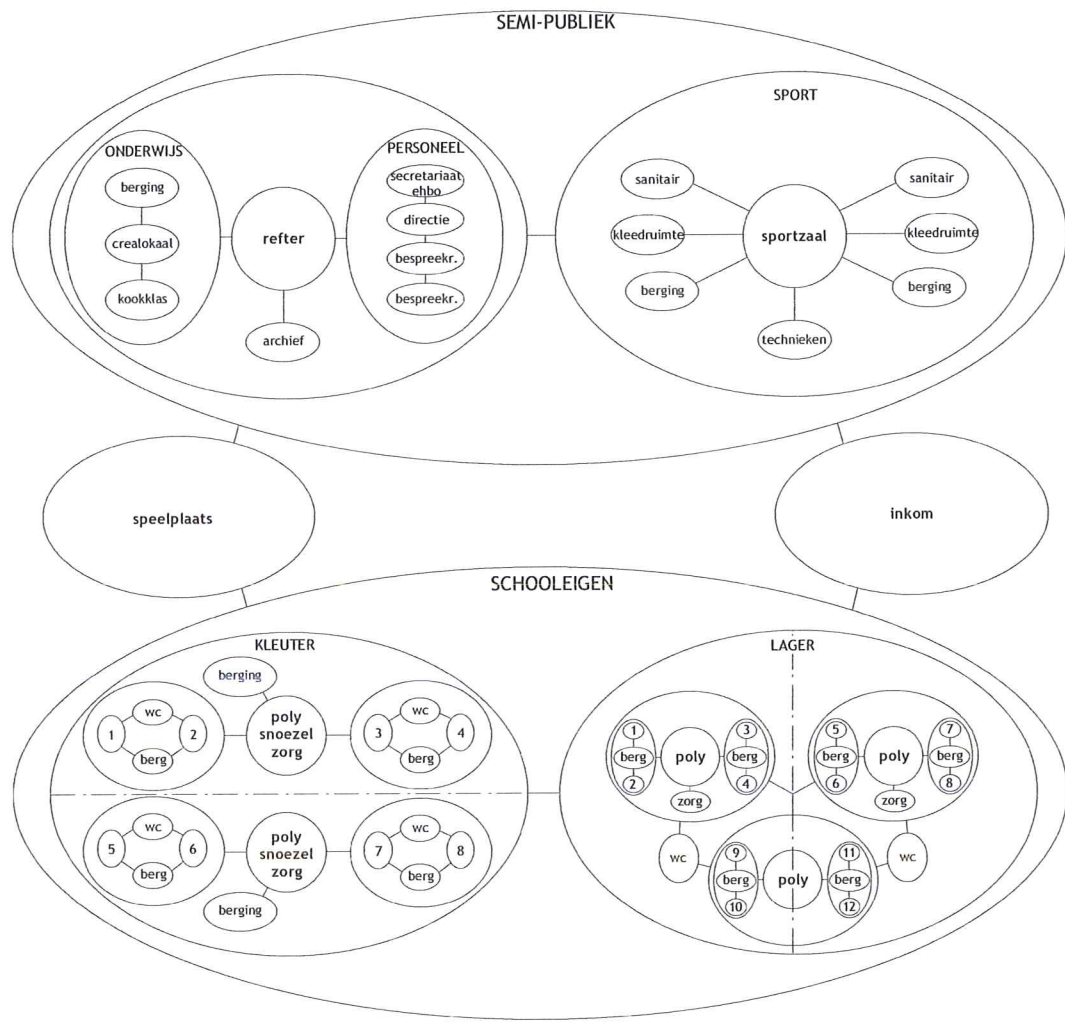 SEMI-PUBLIEK
ONDERWIJS
berging
crealokaal
kookklas
refter
archief
PERSONEEL
secretariaat
ehbo
directie
bespreekr.
bespreekr.
SPORT
sanitair
kleedruimte
berging
sportzaal
technieken
sanitair
kleedruimte
berging
speelplaats
inkom
SCHOOLEIGEN
KLEUTER
berging
wc
1
2
berg
poly
snoezel
zorg
wc
3
4
berg
wc
5
6
berg
poly
snoezel
zorg
berging
wc
7
8
berg
LAGER
1
berg
2
poly
zorg
3
berg
4
5
berg
6
poly
zorg
7
berg
8
wc
9
berg
10
poly
11
berg
12
wc